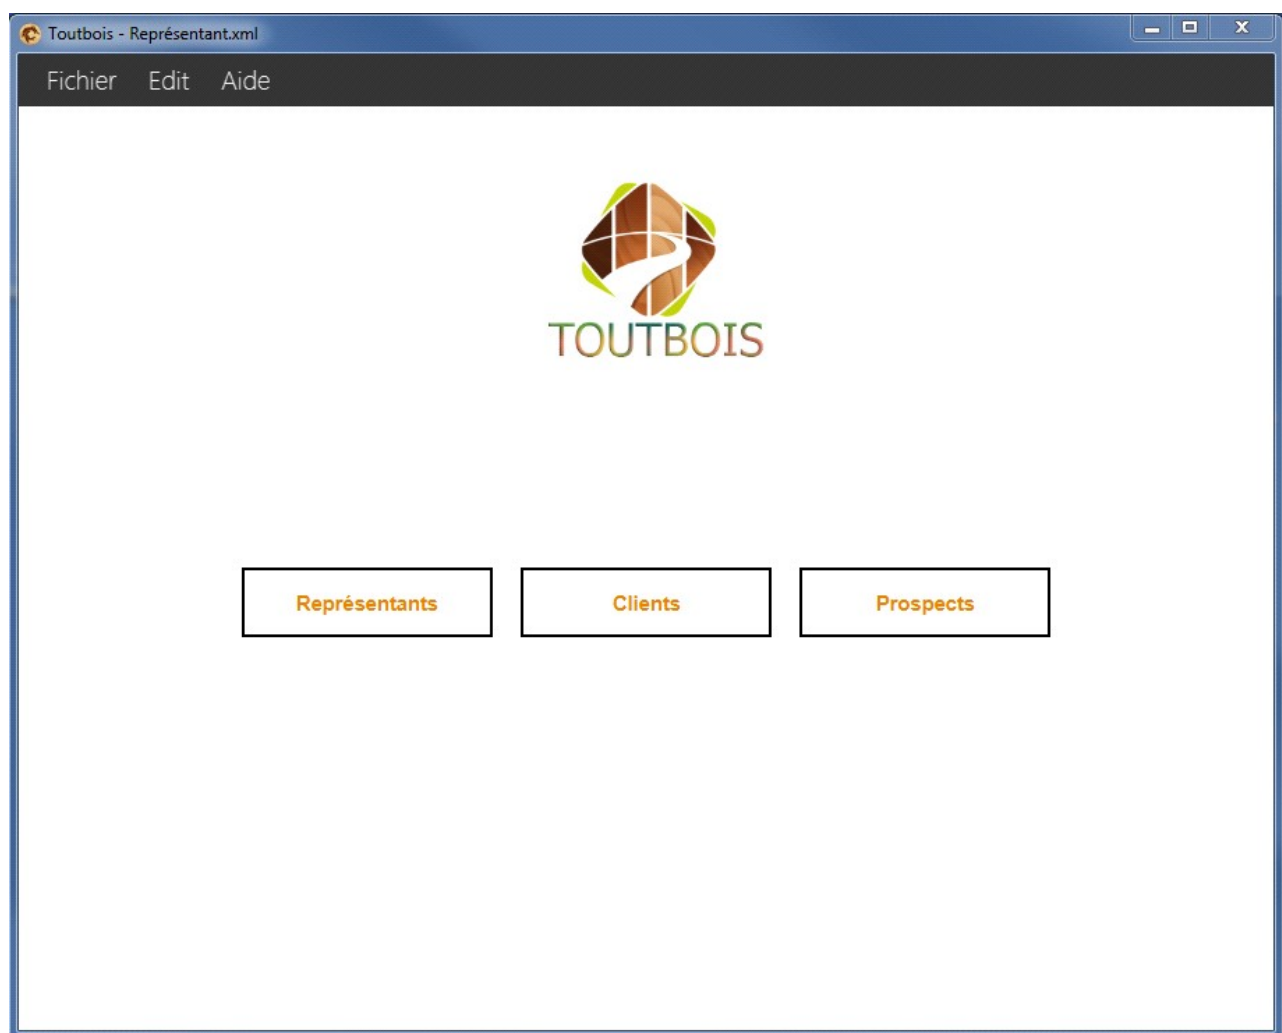 Toutbois - Représentant.xml
Fichier Edit Aide
TOUTBOIS
Représentants Clients Prospects